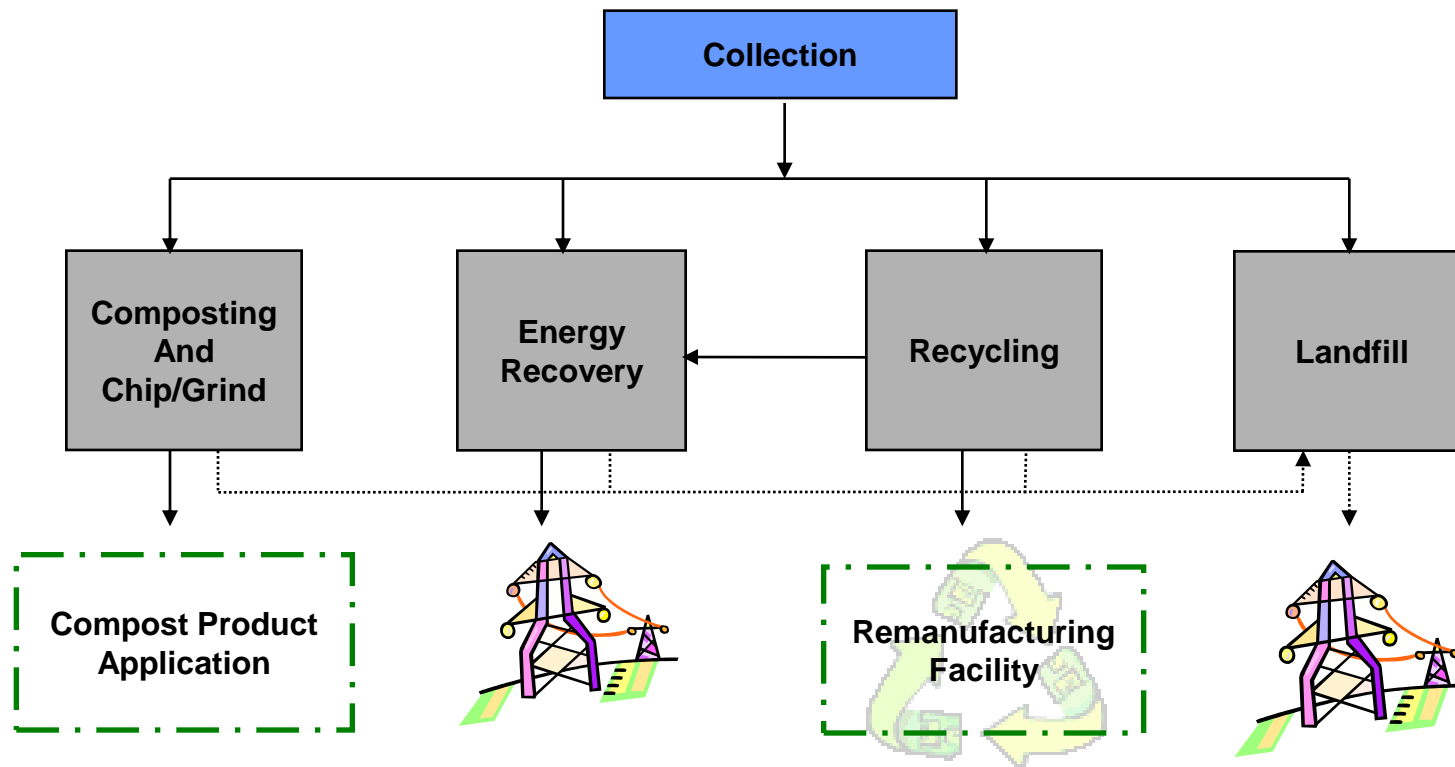 Collection
Composting
And
Chip/Grind
Energy
Recovery
Recycling
Landfill
Compost Product
Application
Remanufacturing
Facility